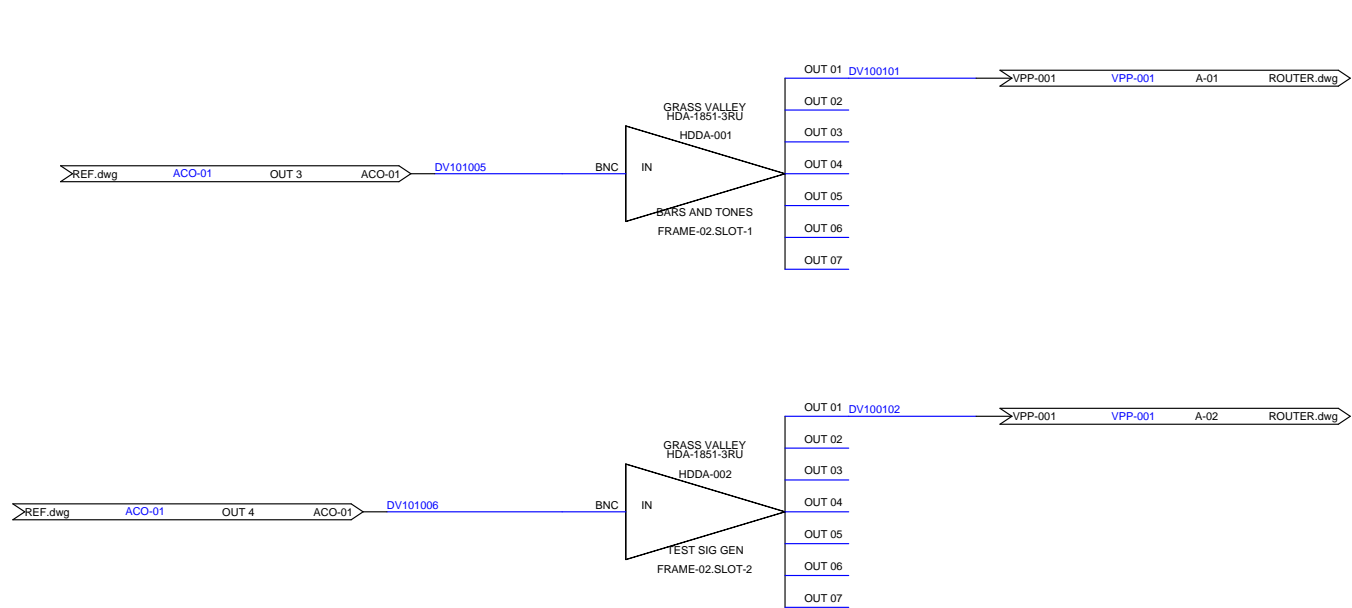 OUT 01 DV100101
VPP-001 VPP-001 A-01 ROUTER.dwg
OUT 02
GRASS VALLEY
HDA-1851-3RU
OUT 03
HDDA-001
REF.dwg ACO-01 OUT 3 ACO-01
DV101005
BNC IN
OUT 04
OUT 05
BARS AND TONES
OUT 06
FRAME-02.SLOT-1
OUT 07
OUT 01 DV100102
VPP-001 VPP-001 A-02 ROUTER.dwg
OUT 02
GRASS VALLEY
HDA-1851-3RU
OUT 03
HDDA-002
REF.dwg ACO-01 OUT 4 ACO-01
DV101006
BNC IN
OUT 04
OUT 05
TEST SIG GEN
OUT 06
FRAME-02.SLOT-2
OUT 07